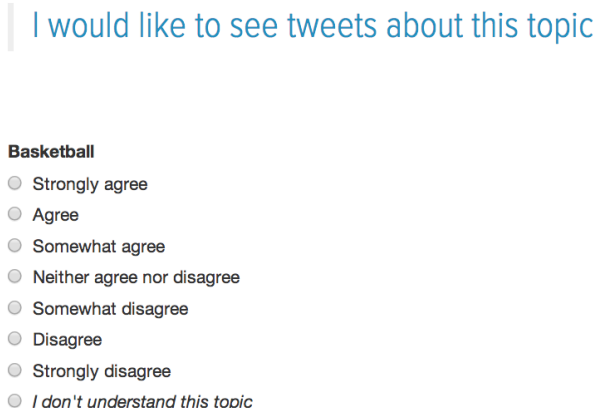 I would like to see tweets about this topic
Basketball
Strongly agree
Agree
Somewhat agree
Neither agree nor disagree
Somewhat disagree
Disagree
Strongly disagree
I don't understand this topic